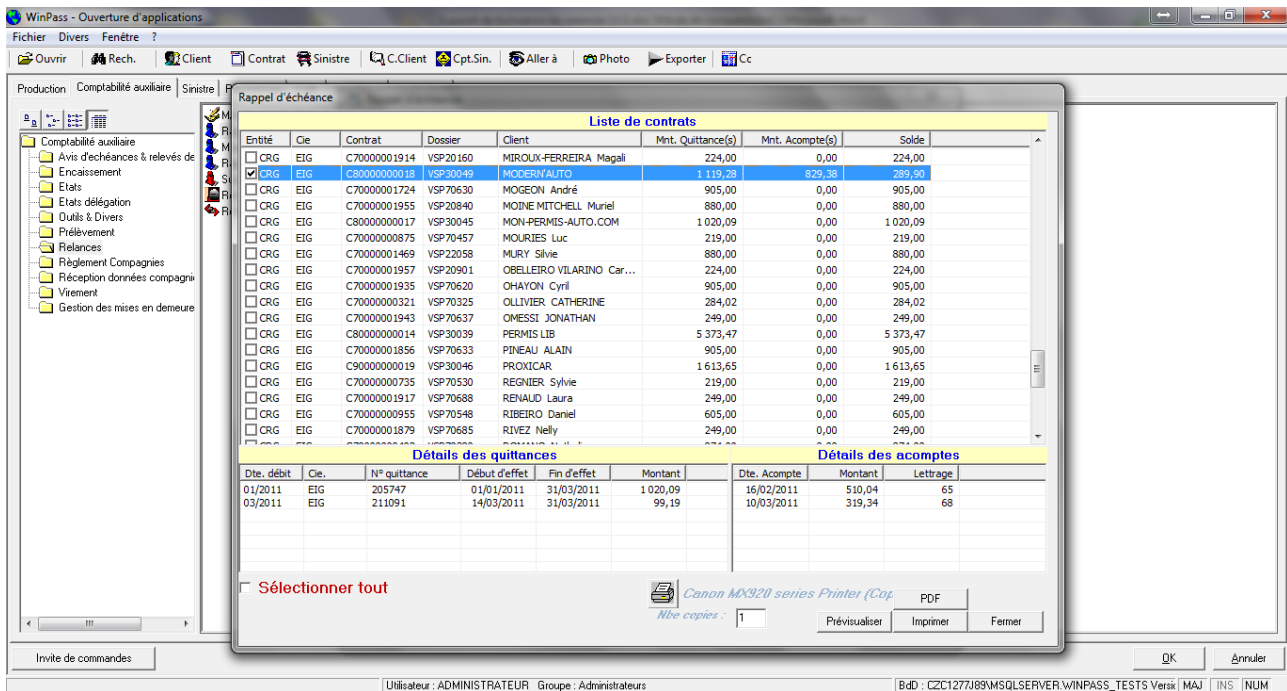 WinPass - Ouverture d'applications
Fichier Divers Fenêtre ?
Ouvrir Rech. Client Contrat Sinistre C.Client Cpt.Sin. Aller à Photo Exporter Cc
Production Comptabilité auxiliaire Sinistre
Comptabilité auxiliaire
Avis d'echéances & relevés de
Encaissement
Etats
Etats délégation
Outils & Divers
Prélèvement
Relances
Règlement Compagnies
Réception données compagni
Virement
Gestion des mises en demeure
Rappel d'échéance
Liste de contrats
Entité Cie Contrat Dossier Client Mnt. Quittance(s) Mnt. Acompte(s) Solde
CRG EIG C70000001914 VSP20160 MIROUX-FERREIRA Magali 224,00 0,00 224,00
CRG EIG C80000000018 VSP30049 MODERN'AUTO 1 119,28 829,38 289,90
CRG EIG C70000001724 VSP70630 MOGEON André 905,00 0,00 905,00
CRG EIG C70000001955 VSP20840 MOINE MITCHELL Muriel 880,00 0,00 880,00
CRG EIG C80000000017 VSP30045 MON-PERMIS-AUTO.COM 1 020,09 0,00 1 020,09
CRG EIG C70000000875 VSP70457 MOURIES Luc 219,00 0,00 219,00
CRG EIG C70000001469 VSP22058 MURY Silvie 880,00 0,00 880,00
CRG EIG C70000001957 VSP20901 OBELLEIRO VILARINO Car... 224,00 0,00 224,00
CRG EIG C70000001935 VSP70620 OHAYON Cyril 905,00 0,00 905,00
CRG EIG C70000000321 VSP70325 OLLIVIER CATHERINE 284,02 0,00 284,02
CRG EIG C70000001943 VSP70637 OMESSI JONATHAN 249,00 0,00 249,00
CRG EIG C80000000014 VSP30039 PERMIS LIB 5 373,47 0,00 5 373,47
CRG EIG C70000001856 VSP70633 PINEAU ALAIN 905,00 0,00 905,00
CRG EIG C90000000019 VSP30046 PROXICAR 1 613,65 0,00 1 613,65
CRG EIG C70000000735 VSP70530 REGNIER Sylvie 219,00 0,00 219,00
CRG EIG C70000001917 VSP70688 RENAUD Laura 249,00 0,00 249,00
CRG EIG C70000000955 VSP70548 RIBEIRO Daniel 605,00 0,00 605,00
CRG EIG C70000001879 VSP70685 RIVEZ Nelly 249,00 0,00 249,00
Détails des quittances
Dte. débit Cie. N° quittance Début d'effet Fin d'effet Montant
01/2011 EIG 205747 01/01/2011 31/03/2011 1 020,09
03/2011 EIG 211091 14/03/2011 31/03/2011 99,19
Détails des acomptes
Dte. Acompte Montant Lettrage
16/02/2011 510,04 65
10/03/2011 319,34 68
Sélectionner tout
Canon MX920 series Printer (Cop
PDF
Nbe copies : 1
Prévisualiser Imprimer Fermer
Invite de commandes
OK Annuler
Utilisateur : ADMINISTRATEUR Groupe : Administrateurs
BdD : CZC1277J89\MSQLSERVER.WINPASS_TESTS Versi MAJ INS NUM